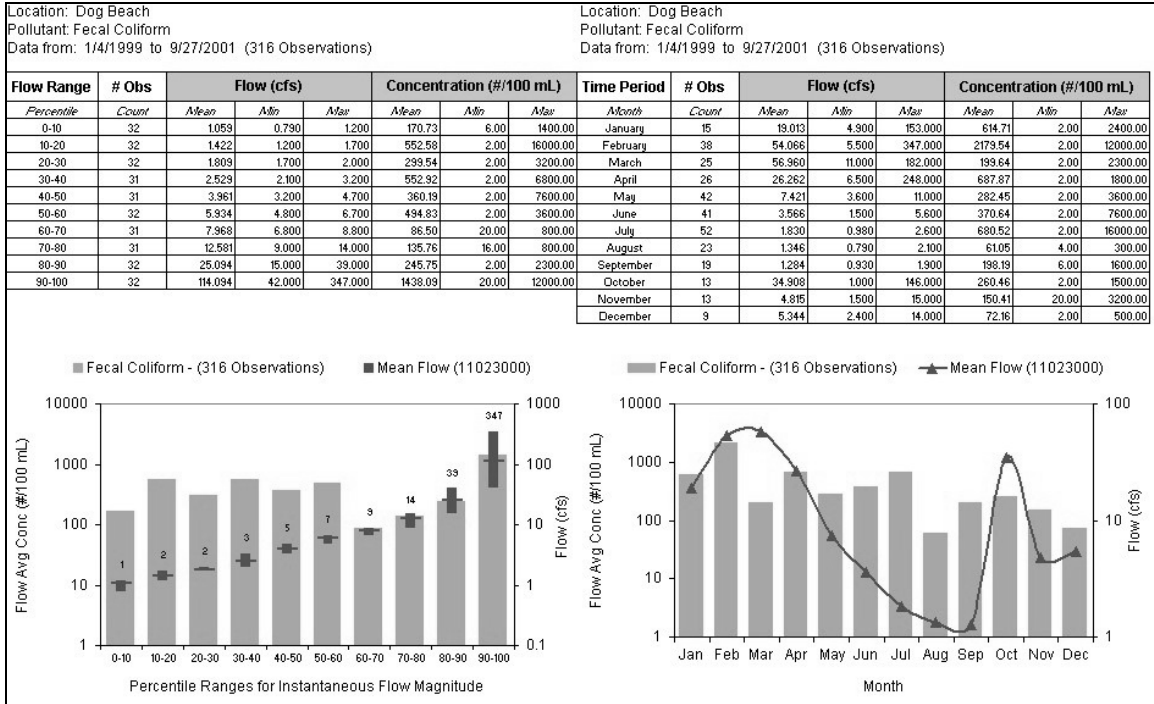 Location: Dog Beach
Pollutant: Fecal Coliform
Data from: 1/4/1999 to 9/27/2001 (316 Observations)
Flow Range # Obs Flow (cfs) Concentration (#/100 mL)
Percentile Count Mean Min Max Mean Min Max
0-10 32 1.059 0.790 1.200 170.73 6.00 1400.00
10-20 32 1.422 1.200 1.700 552.58 2.00 16000.00
20-30 32 1.809 1.700 2.000 299.54 2.00 3200.00
30-40 31 2.529 2.100 3.200 552.92 2.00 6800.00
40-50 31 3.961 3.200 4.700 360.19 2.00 7600.00
50-60 32 5.934 4.800 6.700 494.83 2.00 3600.00
60-70 31 7.968 6.800 8.800 86.50 20.00 800.00
70-80 31 12.581 9.000 14.000 135.76 16.00 800.00
80-90 32 25.094 15.000 39.000 245.75 2.00 2300.00
90-100 32 114.094 42.000 347.000 1438.09 20.00 12000.00
Location: Dog Beach
Pollutant: Fecal Coliform
Data from: 1/4/1999 to 9/27/2001 (316 Observations)
Time Period # Obs Flow (cfs) Concentration (#/100 mL)
Month Count Mean Min Max Mean Min Max
January 15 19.013 4.900 153.000 614.71 2.00 2400.00
February 38 54.066 5.500 347.000 2179.54 2.00 12000.00
March 25 56.960 11.000 182.000 199.64 2.00 2300.00
April 26 26.262 6.500 248.000 687.87 2.00 1800.00
May 42 7.421 3.600 11.000 282.45 2.00 3600.00
June 41 3.566 1.500 5.600 370.64 2.00 7600.00
July 52 1.830 0.980 2.600 680.52 2.00 16000.00
August 23 1.346 0.790 2.100 61.05 4.00 300.00
September 19 1.284 0.930 1.900 198.19 6.00 1600.00
October 13 34.908 1.000 146.000 260.46 2.00 1500.00
November 13 4.815 1.500 15.000 150.41 20.00 3200.00
December 9 5.344 2.400 14.000 72.16 2.00 500.00
Fecal Coliform - (316 Observations) Mean Flow (11023000)
Flow Avg Conc (#/100 mL)
10000
1000
100
10
1
1 2 2 3 5 7 9 14 39 347
1000
100
10
1
0.1
Flow (cfs)
0-10 10-20 20-30 30-40 40-50 50-60 60-70 70-80 80-90 90-100
Percentile Ranges for Instantaneous Flow Magnitude
Fecal Coliform - (316 Observations) Mean Flow (11023000)
Flow Avg Conc (#/100 mL)
10000
1000
100
10
1
100
10
1
Flow (cfs)
Jan Feb Mar Apr May Jun Jul Aug Sep Oct Nov Dec
Month